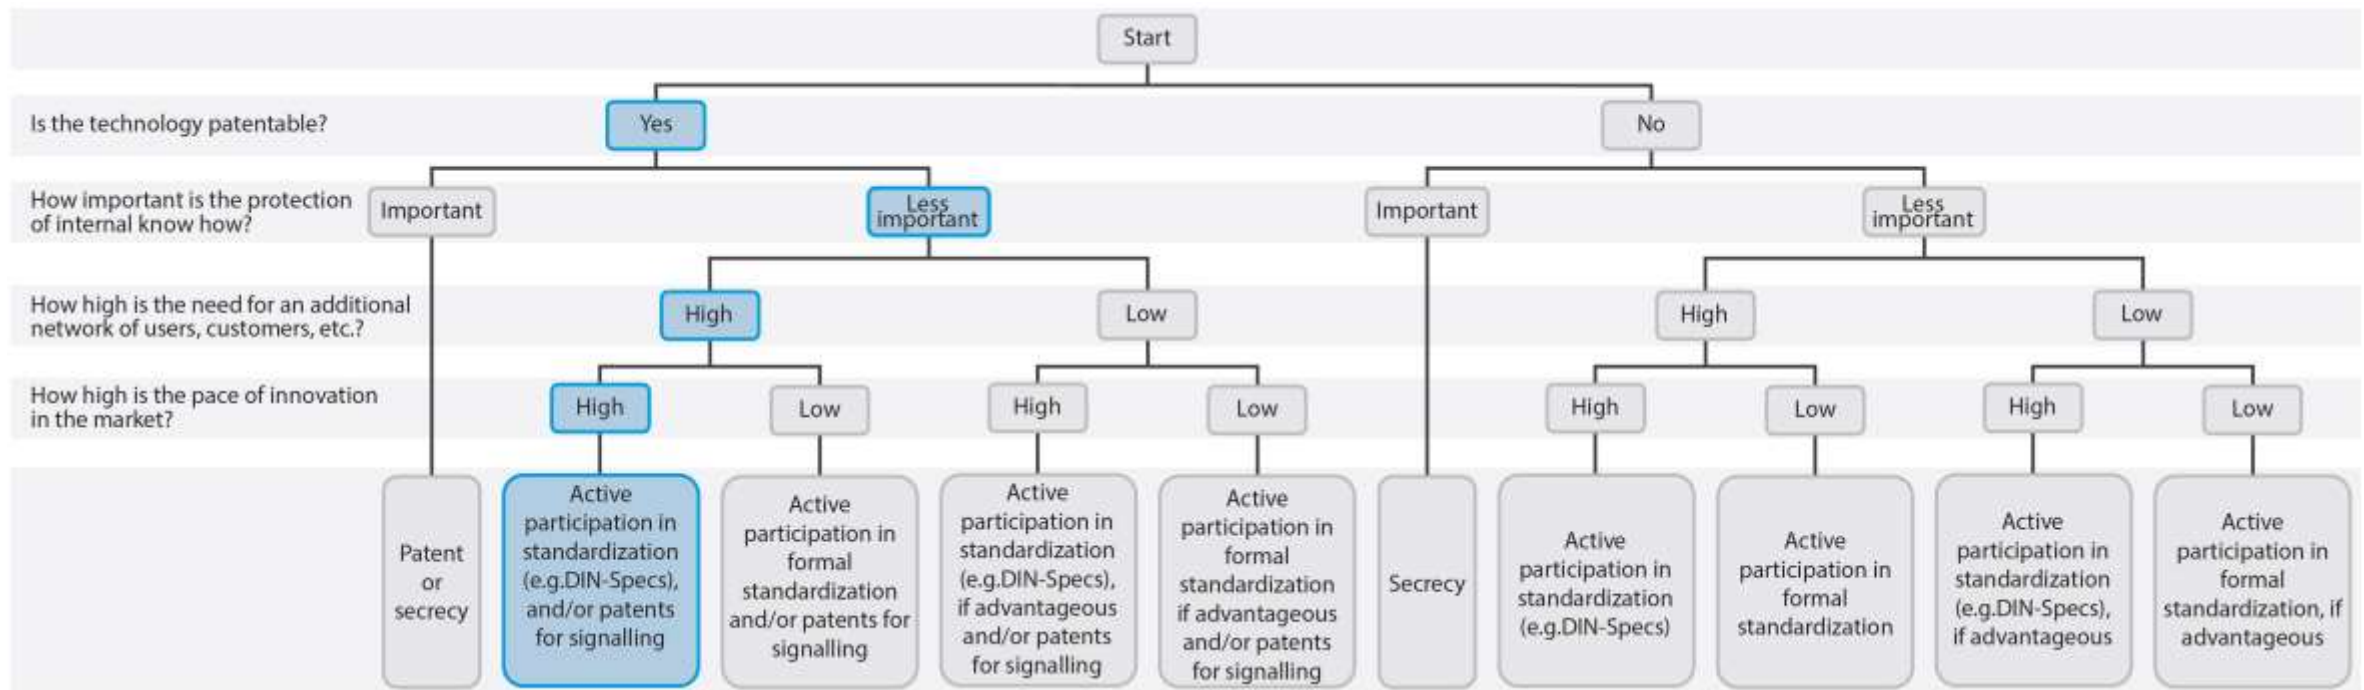 Start
Is the technology patentable?
Yes
No
How important is the protection
of internal know how?
Important
Less
important
Important
Less
important
How high is the need for an additional
network of users, customers, etc.?
High
Low
High
Low
How high is the pace of innovation
in the market?
High
Low
High
Low
High
Low
High
Low
Patent
or
secrecy
Active
participation in
standardization
(e.g.DIN-Specs),
and/or patents
for signalling
Active
participation in
formal
standardization
and/or patents for
signalling
Active
participation in
standardization
(e.g.DIN-Specs),
if advantageous
and/or patents
for signalling
Active
participation in
formal
standardization
if advantageous
and/or patents
for signalling
Secrecy
Active
participation in
standardization
(e.g.DIN-Specs)
Active
participation in
formal
standardization
Active
participation in
standardization
(e.g.DIN-Specs),
if advantageous
Active
participation in
formal
standardization, if
advantageous